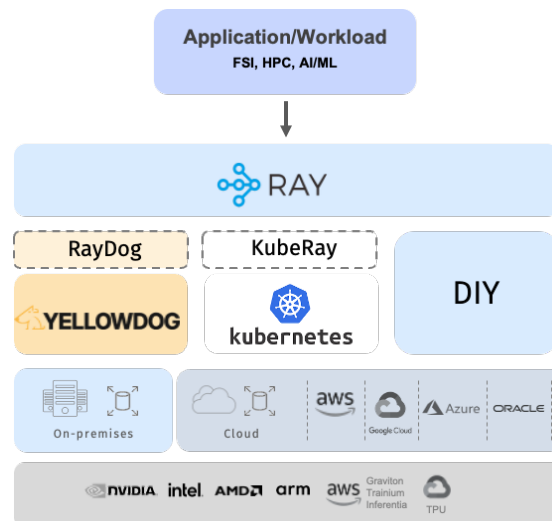 Application/Workload
FSI, HPC, AI/ML
RAY
RayDog
KubeRay
DIY
YELLOWDOG
kubernetes
On-premises
Cloud
aws
Google Cloud
Azure
ORACLE
NVIDIA
intel
AMD
arm
aws
Graviton
Trainium
Inferentia
TPU